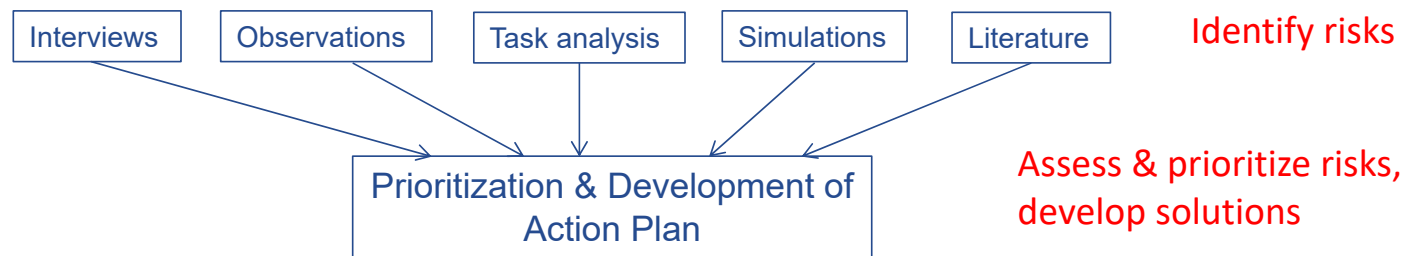 Interviews
Observations
Task analysis
Simulations
Literature
Identify risks
Prioritization & Development of
Action Plan
Assess & prioritize risks,
develop solutions